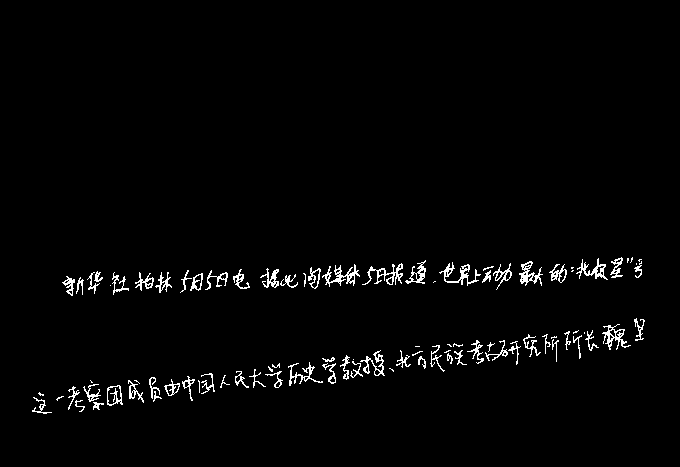 新华社柏林5月5日电 据此间媒体5日报道,世界上功力最大的“北极星”号
这一考察团成员由中国人民大学历史学教授、北方民族考古研究所所长魏坚